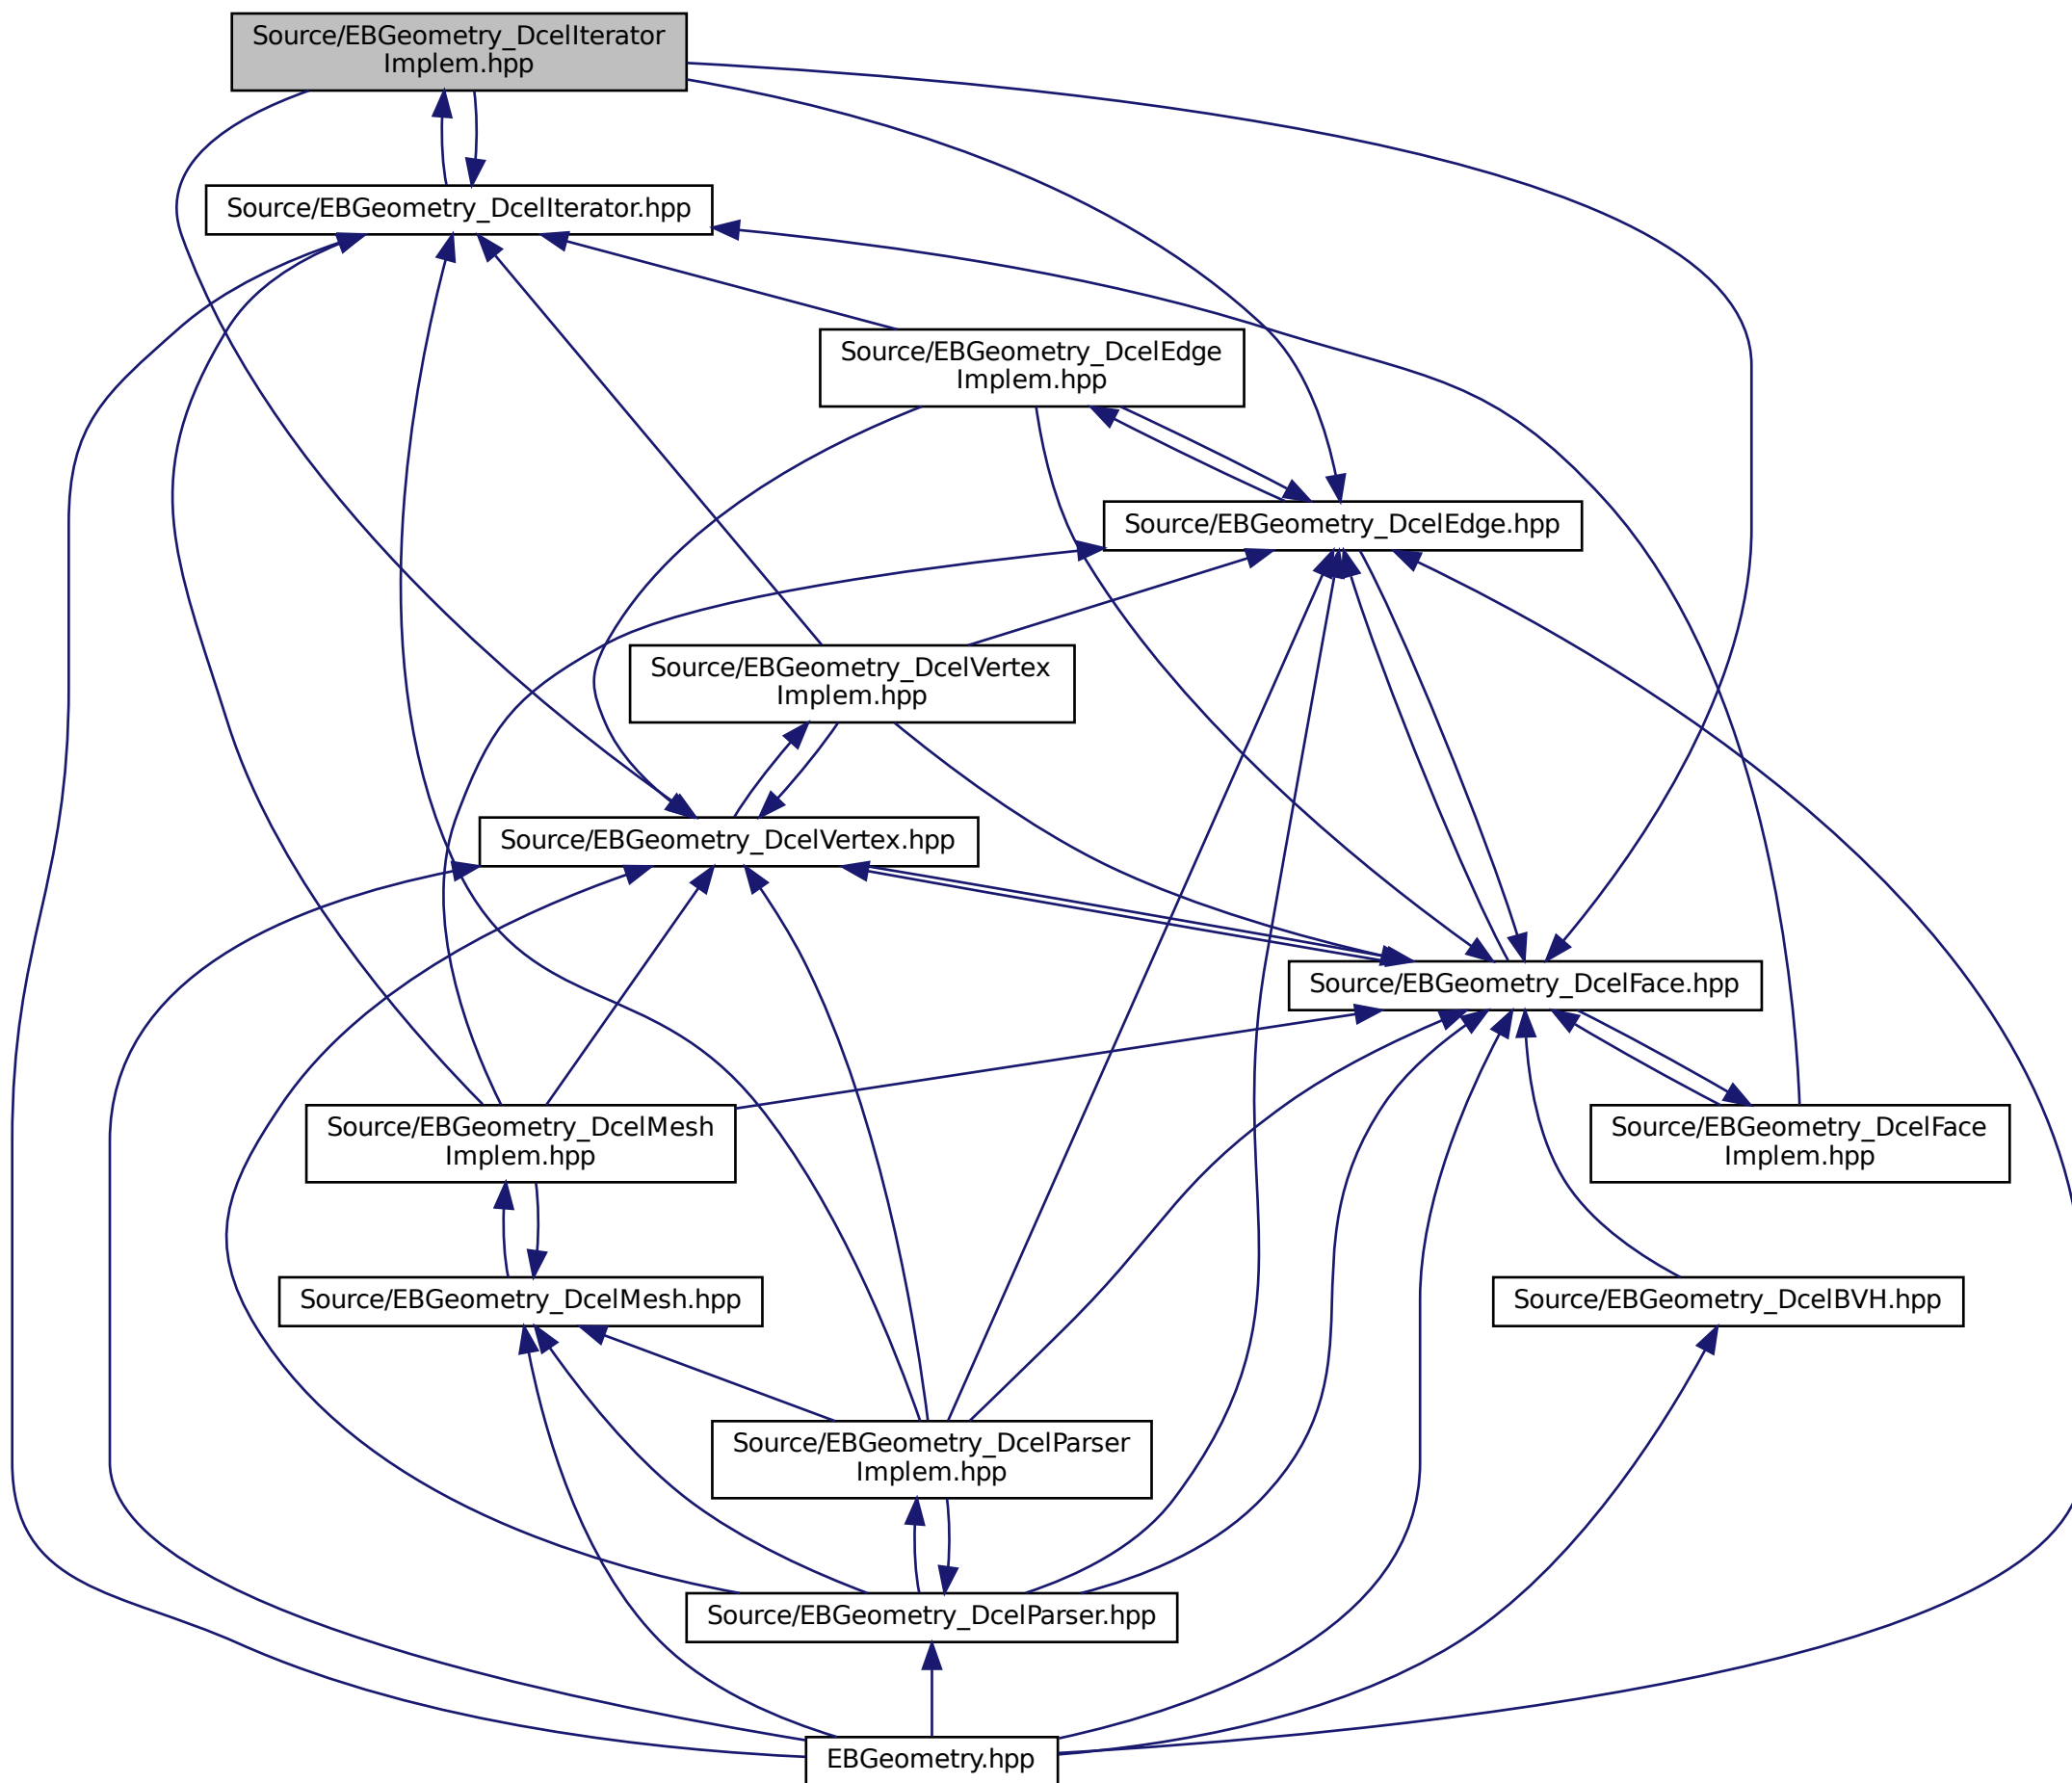 Source/EBGeometry_DcelIterator
Implem.hpp
Source/EBGeometry_DcelIterator.hpp
Source/EBGeometry_DcelEdge
Implem.hpp
Source/EBGeometry_DcelEdge.hpp
Source/EBGeometry_DcelVertex
Implem.hpp
Source/EBGeometry_DcelVertex.hpp
Source/EBGeometry_DcelFace.hpp
Source/EBGeometry_DcelMesh
Implem.hpp
Source/EBGeometry_DcelFace
Implem.hpp
Source/EBGeometry_DcelMesh.hpp
Source/EBGeometry_DcelBVH.hpp
Source/EBGeometry_DcelParser
Implem.hpp
Source/EBGeometry_DcelParser.hpp
EBGeometry.hpp